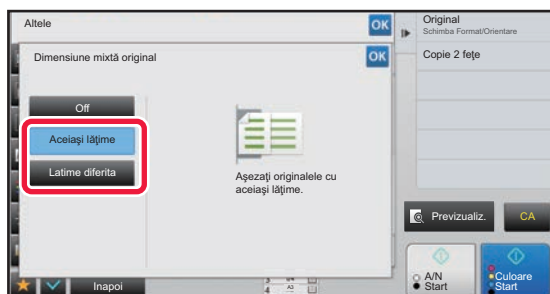 Altele
OK
Original
Schimba Format/Orientare
Dimensiune mixtă original
OK
Copie 2 feţe
Off
Aceiaşi lăţime
Latime diferita
Aşezaţi originalele cu
aceiaşi lăţime.
Previzualiz.
CA
Inapoi
A/N
Start
Culoare
Start